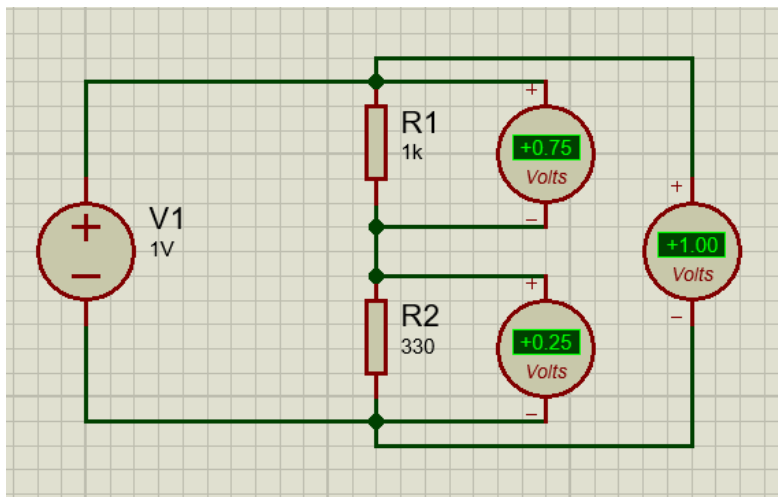 R1
1k
+
+0.75
Volts
−
V1
1V
+
−
+
+1.00
Volts
−
R2
330
+
+0.25
Volts
−